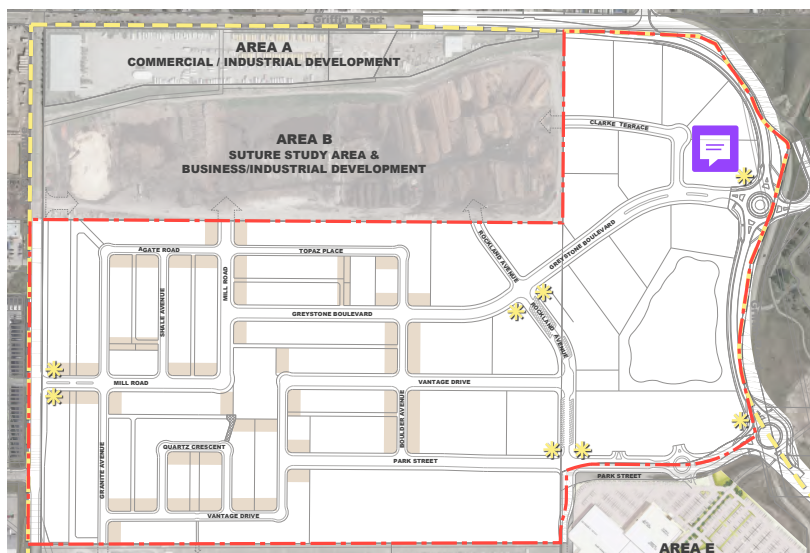 Griffin Road
AREA A
COMMERCIAL / INDUSTRIAL DEVELOPMENT
AREA B
SUTURE STUDY AREA &
BUSINESS/INDUSTRIAL DEVELOPMENT
CLARKE TERRACE
AGATE ROAD
TOPAZ PLACE
ROCKLAND AVENUE
GREYSTONE BOULEVARD
SHALE AVENUE
MILL ROAD
GREYSTONE BOULEVARD
ROCKLAND AVENUE
MILL ROAD
VANTAGE DRIVE
BOULDER AVENUE
QUARTZ CRESCENT
GRANITE AVENUE
PARK STREET
PARK STREET
VANTAGE DRIVE
AREA E